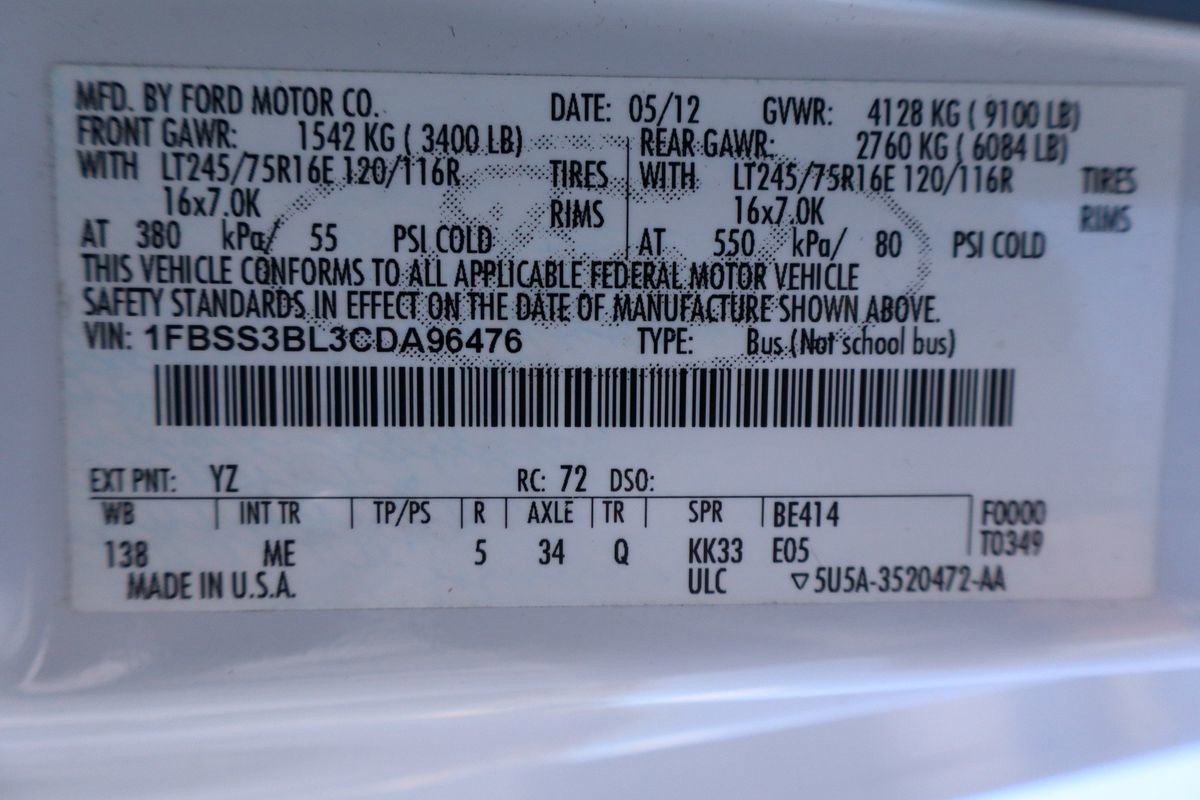 MFD. BY FORD MOTOR CO. DATE: 05/12 GVWR: 4128 KG ( 9100 LB)
FRONT GAWR: 1542 KG ( 3400 LB) REAR GAWR: 2760 KG ( 6084 LB)
WITH LT245/75R16E 120/116R TIRES WITH LT245/75R16E 120/116R TIRES
16x7.0K RIMS 16x7.0K RIMS
AT 380 kPa/ 55 PSI COLD AT 550 kPa/ 80 PSI COLD
THIS VEHICLE CONFORMS TO ALL APPLICABLE FEDERAL MOTOR VEHICLE
SAFETY STANDARDS IN EFFECT ON THE DATE OF MANUFACTURE SHOWN ABOVE.
VIN: 1FBSS3BL3CDA96476 TYPE: Bus (Not school bus)
EXT PNT: YZ RC: 72 DSO:
WB INT TR TP/PS R AXLE TR SPR BE414 F0000
138 ME 5 34 Q KK33 E05 T0349
MADE IN U.S.A. ULC ▽5U5A-3520472-AA